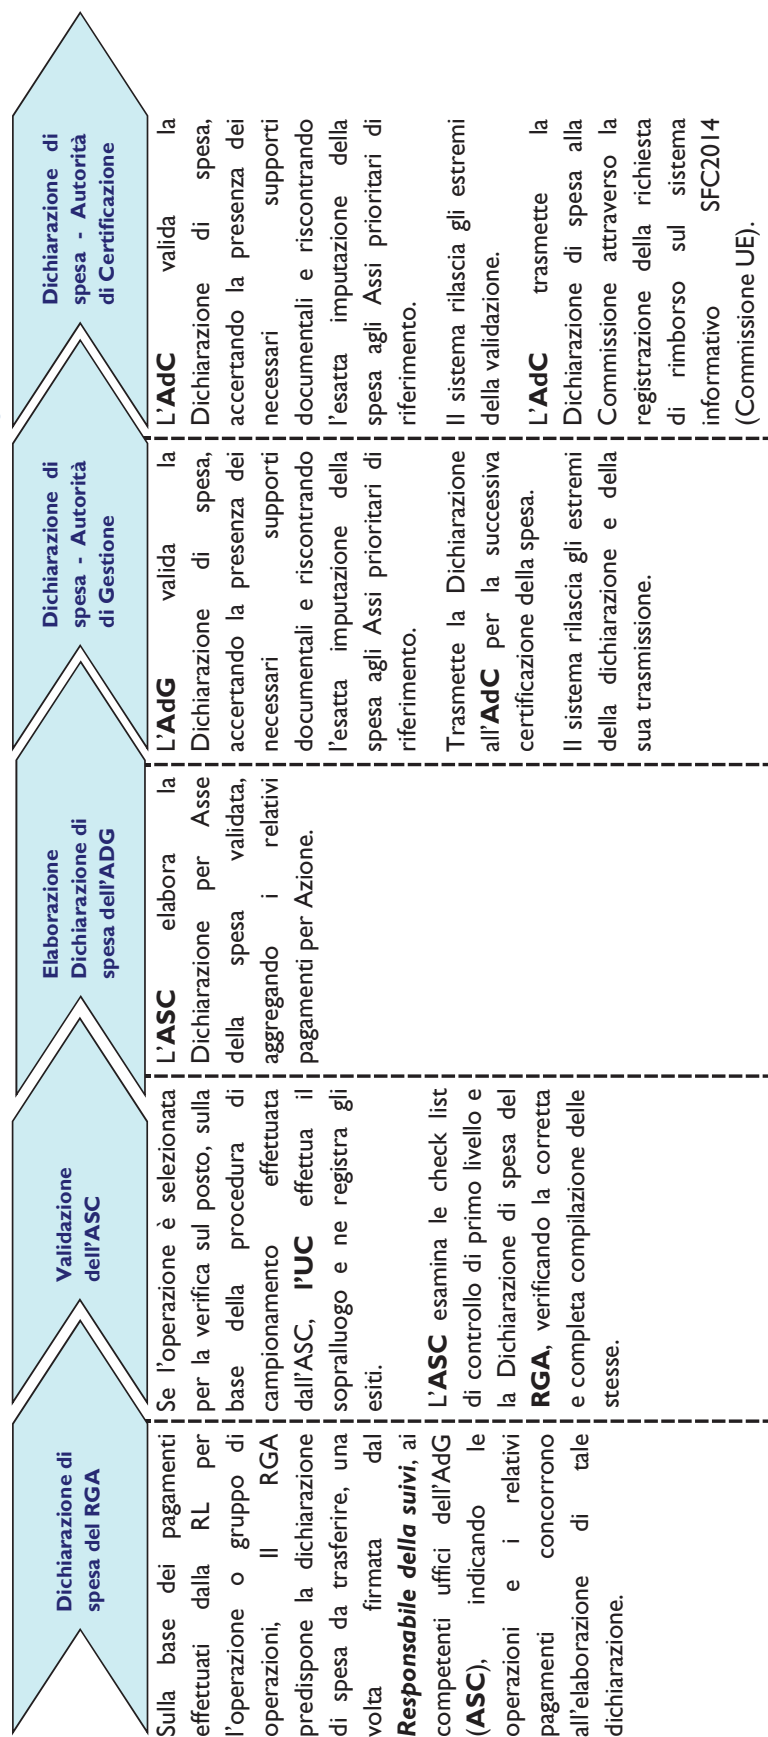 Dichiarazione di
spesa del RGA
Validazione
dell'ASC
Elaborazione
Dichiarazione di
spesa dell'ADG
Dichiarazione di
spesa - Autorità
di Gestione
Dichiarazione di
spesa - Autorità
di Certificazione
Sulla base dei pagamenti
effettuati dalla RL per
l'operazione o gruppo di
operazioni, Il RGA
predispone la dichiarazione
di spesa da trasferire, una
volta firmata dal
Responsabile della suivi, ai
competenti uffici dell'AdG
(ASC), indicando le
operazioni e i relativi
pagamenti concorrono
all'elaborazione di tale
dichiarazione.
Se l'operazione è selezionata
per la verifica sul posto, sulla
base della procedura di
campionamento effettuata
dall'ASC, l'UC effettua il
sopralluogo e ne registra gli
esiti.
L'ASC esamina le check list
di controllo di primo livello e
la Dichiarazione di spesa del
RGA, verificando la corretta
e completa compilazione delle
stesse.
L'ASC elabora la
Dichiarazione per Asse
della spesa validata,
aggregando i relativi
pagamenti per Azione.
L'AdG valida la
Dichiarazione di spesa,
accertando la presenza dei
necessari supporti
documentali e riscontrando
l'esatta imputazione della
spesa agli Assi prioritari di
riferimento.
Trasmette la Dichiarazione
all'AdC per la successiva
certificazione della spesa.
Il sistema rilascia gli estremi
della dichiarazione e della
sua trasmissione.
L'AdC valida la
Dichiarazione di spesa,
accertando la presenza dei
necessari supporti
documentali e riscontrando
l'esatta imputazione della
spesa agli Assi prioritari di
riferimento.
Il sistema rilascia gli estremi
della validazione.
L'AdC trasmette la
Dichiarazione di spesa alla
Commissione attraverso la
registrazione della richiesta
di rimborso sul sistema
informativo SFC2014
(Commissione UE).